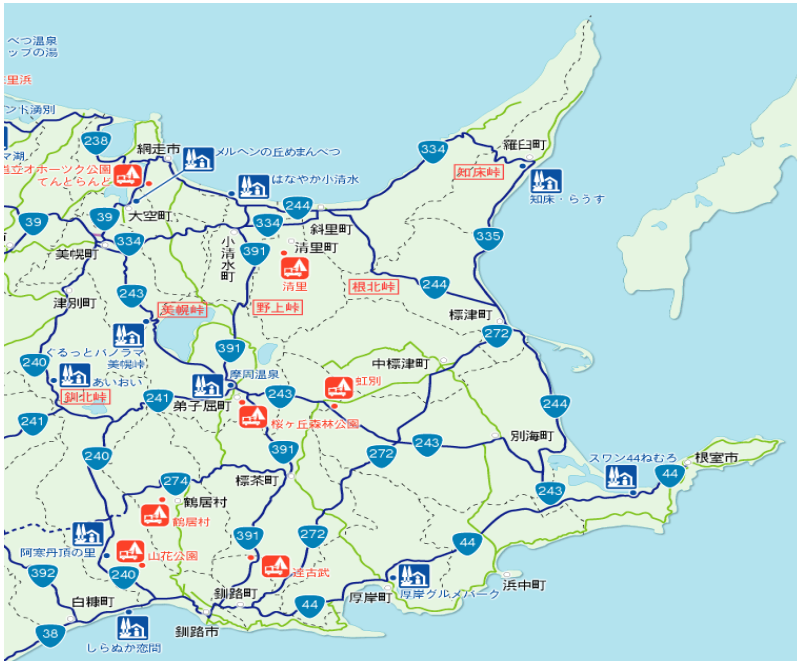 べつ温泉
ップの湯
里浜
ンド湧別
238
網走市
メルヘンの丘めまんべつ
マ湖
道立オホーツク公園
てんとらんど
はなやか小清水
334
羅臼町
知床峠
知床・らうす
39
39
大空町
334
244
斜里町
335
334
美幌町
小清水町
391
清里町
清里
243
津別町
美幌峠
野上峠
根北峠
244
標津町
272
ぐるっとパノラマ
美幌峠
391
中標津町
240
あいおい
摩周温泉
虹別
釧北峠
241
弟子屈町
243
244
241
桜ヶ丘森林公園
別海町
240
391
272
243
スワン44ねむろ
根室市
274
標茶町
44
243
鶴居村
鶴居村
阿寒丹頂の里
山花公園
391
272
44
392
240
達古武
厚岸グルメパーク
浜中町
白糠町
釧路町
44
厚岸町
38
しらぬか恋問
釧路市